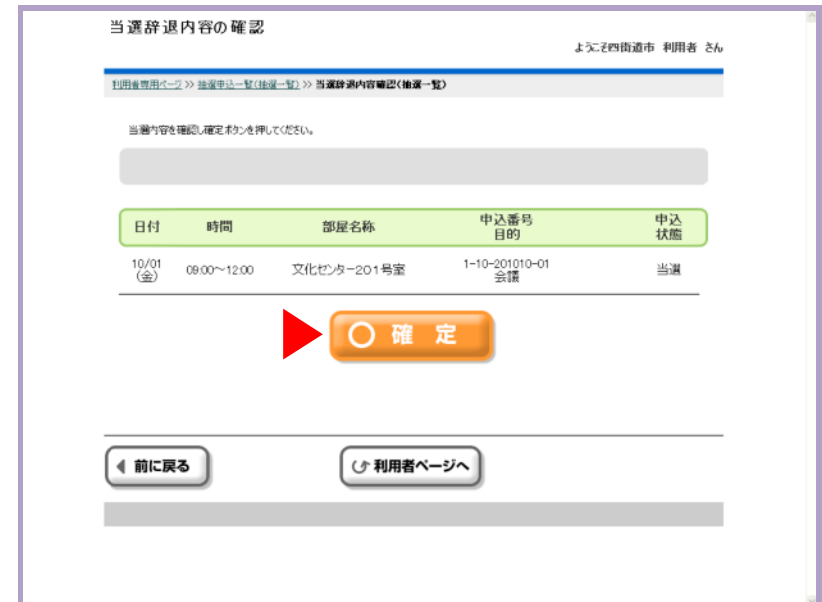 当選辞退内容の確認
ようこそ四街道市 利用者 さん
利用者専用ページ >> 抽選申込一覧(抽選一覧) >> 当選辞退内容確認(抽選一覧)
当選内容を確認し確定ボタンを押してください。
日付 時間 部屋名称 申込番号 申込
目的 状態
10/01 09:00～12:00 文化センター201号室 1-10-201010-01 当選
(金) 会議
確 定
前に戻る 利用者ページへ